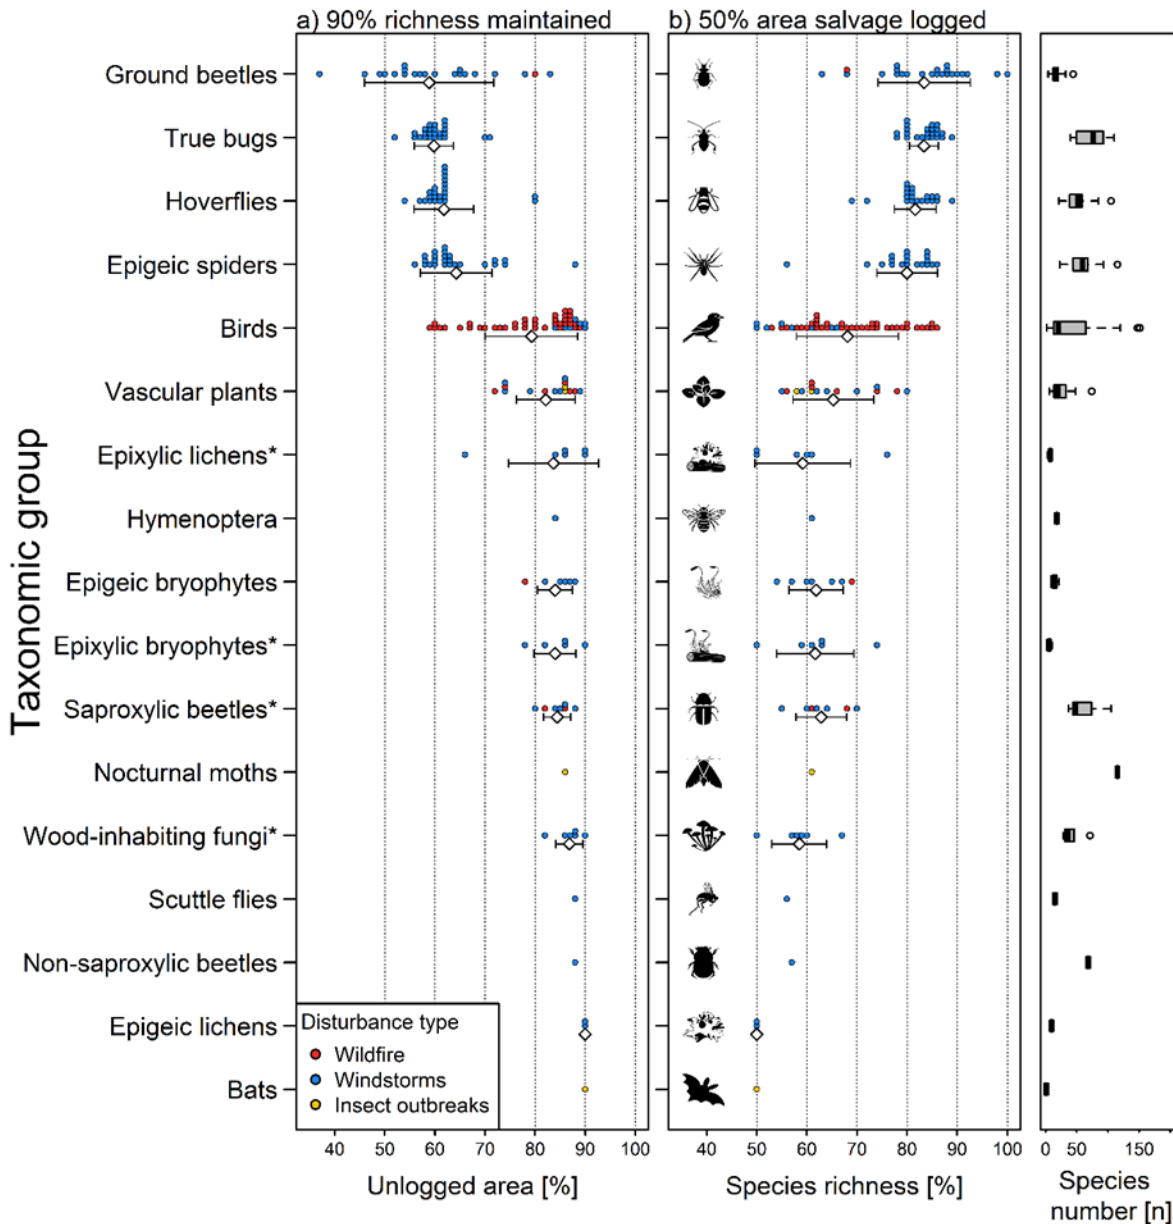 a) 90% richness maintained
b) 50% area salvage logged
Taxonomic group
Ground beetles
True bugs
Hoverflies
Epigeic spiders
Birds
Vascular plants
Epixylic lichens*
Hymenoptera
Epigeic bryophytes
Epixylic bryophytes*
Saproxylic beetles*
Nocturnal moths
Wood-inhabiting fungi*
Scuttle flies
Non-saproxylic beetles
Epigeic lichens
Bats
Disturbance type
Wildfire
Windstorms
Insect outbreaks
40 60 80 90 100
40 50 60 70 80 90 100
0 50 150
Unlogged area [%]
Species richness [%]
Species
number [n]